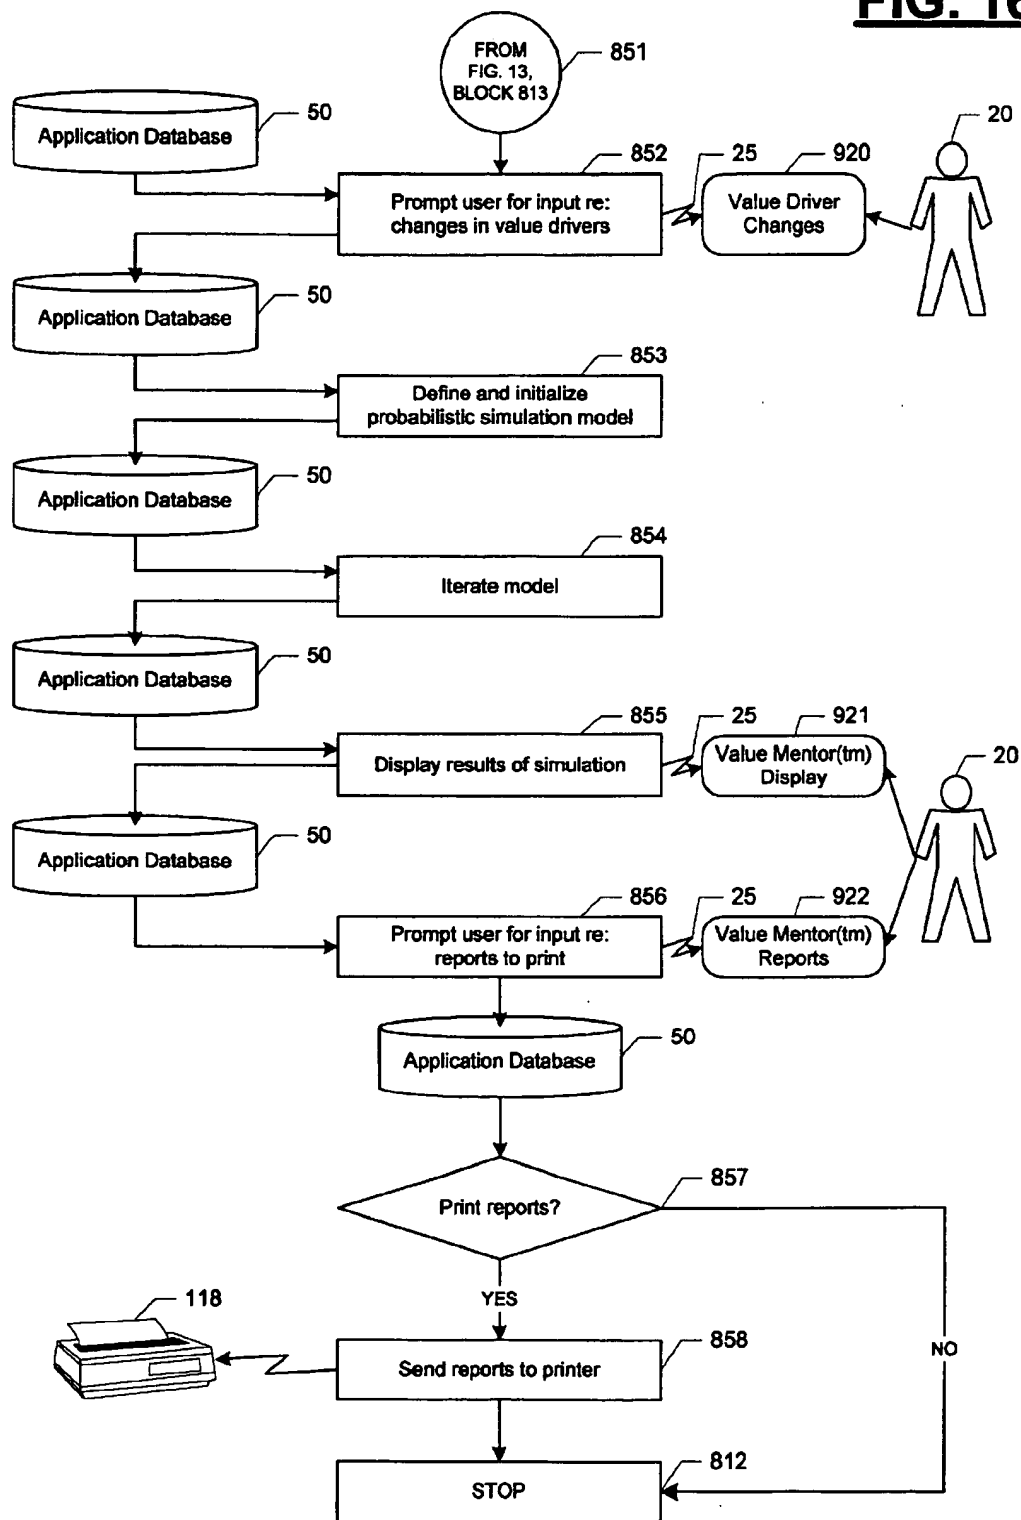 FIG. 16
FROM
FIG. 13,
BLOCK 813
851
50
Application Database
852
25
920
20
Prompt user for input re:
changes in value drivers
Value Driver
Changes
50
Application Database
853
Define and initialize
probabilistic simulation model
50
Application Database
854
Iterate model
50
Application Database
855
25
921
20
Display results of simulation
Value Mentor(tm)
Display
50
Application Database
856
25
922
Prompt user for input re:
reports to print
Value Mentor(tm)
Reports
50
Application Database
857
Print reports?
YES
NO
118
858
Send reports to printer
812
STOP